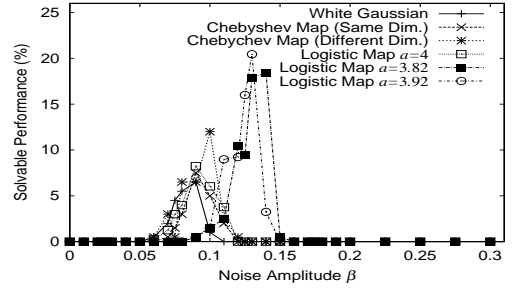 White Gaussian
Chebyshev Map (Same Dim.)
Chebychev Map (Different Dim.)
Logistic Map a=4
Logistic Map a=3.82
Logistic Map a=3.92
Solvable Performance (%)
25
20
15
10
5
0
0 0.05 0.1 0.15 0.2 0.25 0.3
Noise Amplitude β